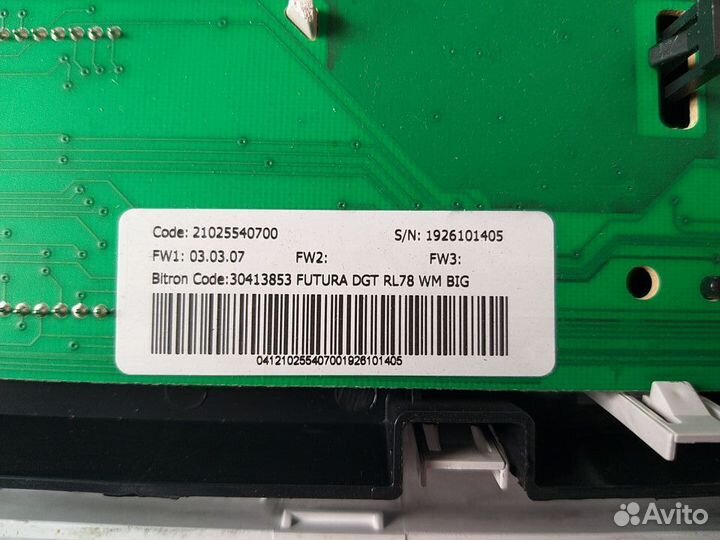 Code: 21025540700 S/N: 1926101405
FW1: 03.03.07 FW2: FW3:
Bitron Code:30413853 FUTURA DGT RL78 WM BIG
041210255407001926101405
Avito